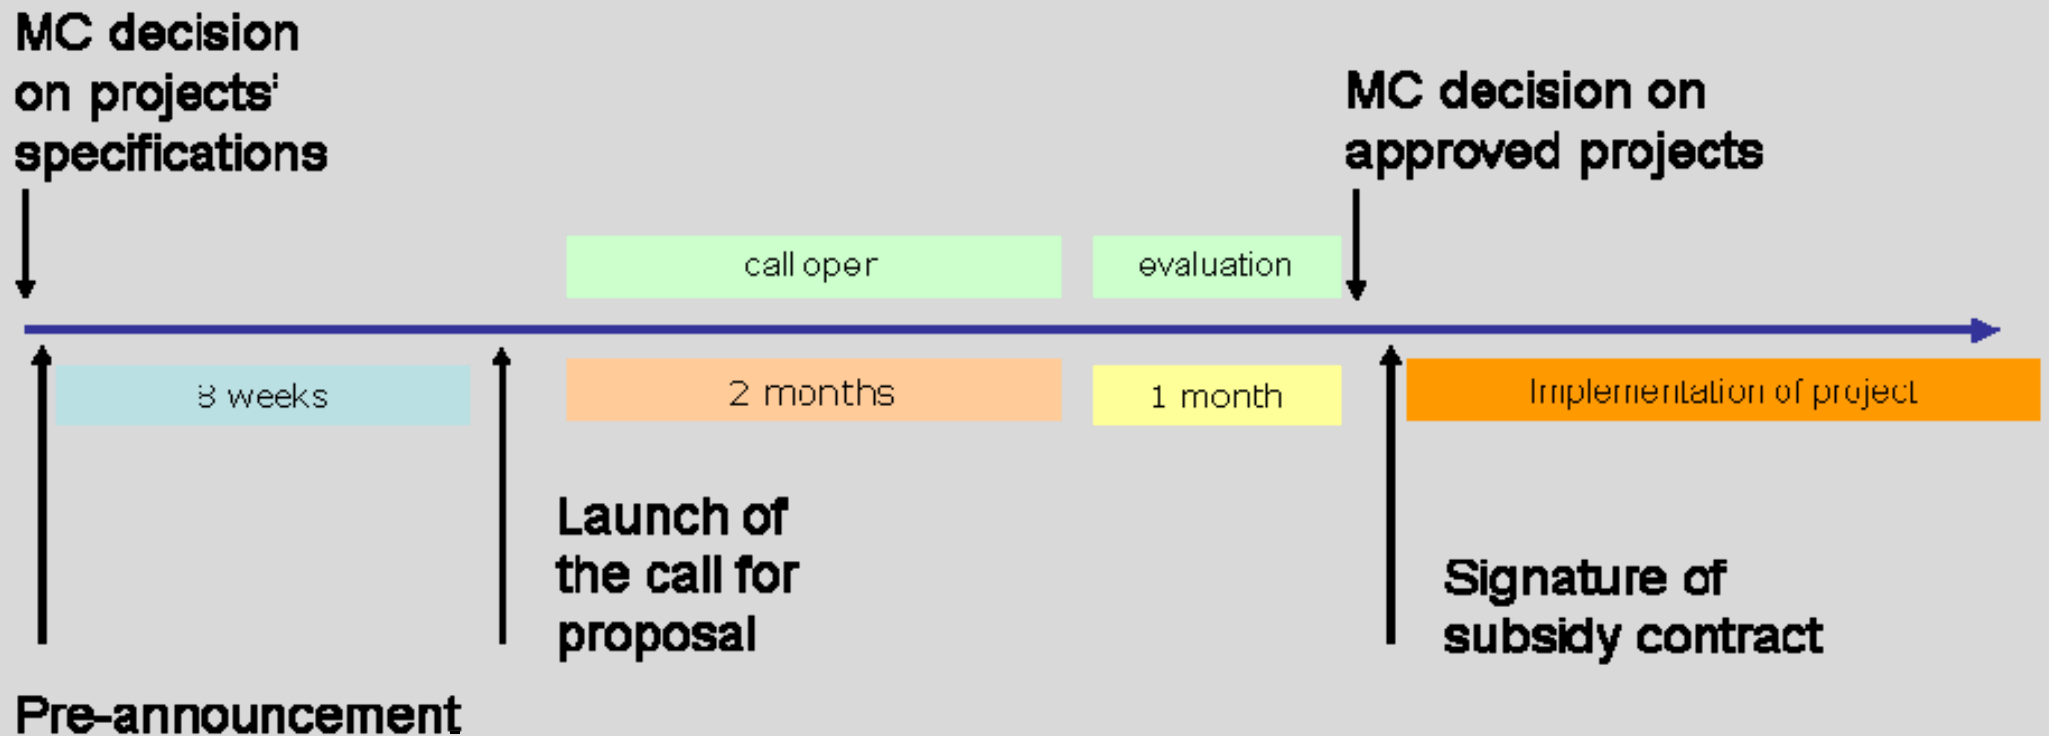 MC decision
on projects'
specifications
MC decision on
approved projects
call oper
evaluation
8 weeks
2 months
1 month
Implementation of project
Launch of
the call for
proposal
Signature of
subsidy contract
Pre-announcement